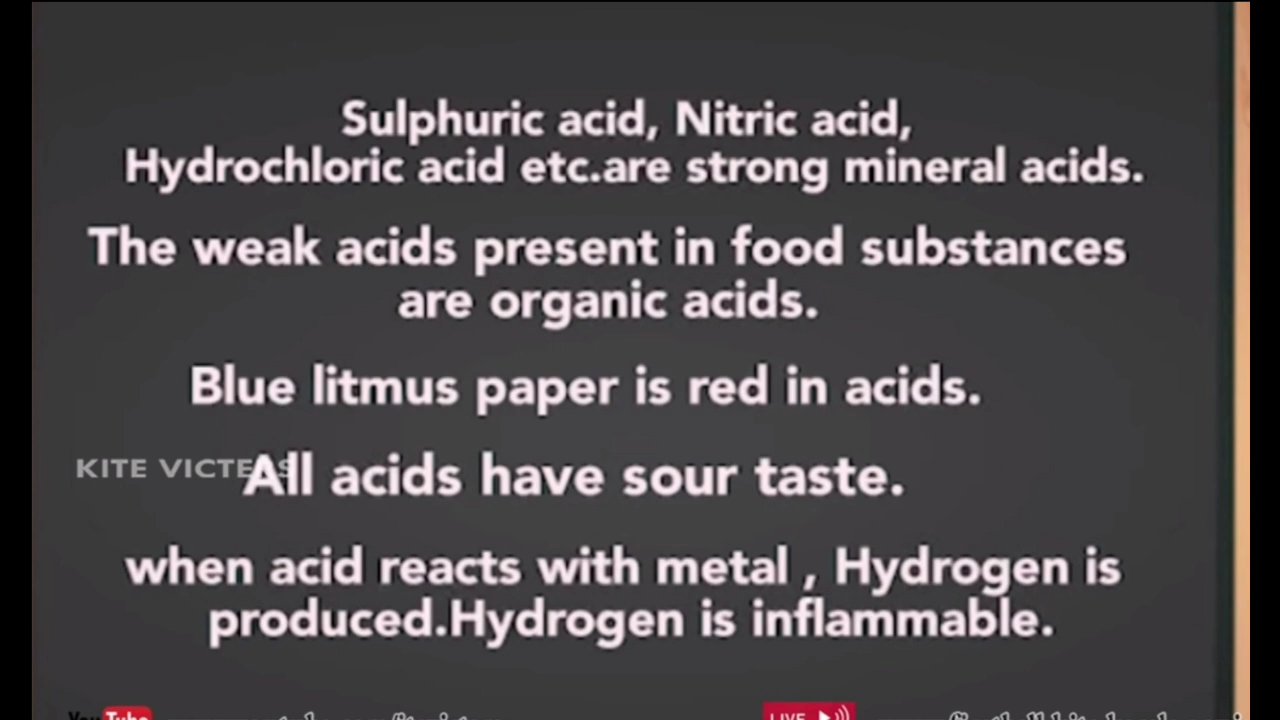 Sulphuric acid, Nitric acid,
Hydrochloric acid etc.are strong mineral acids.
The weak acids present in food substances
are organic acids.
Blue litmus paper is red in acids.
KITE VICTERS
All acids have sour taste.
when acid reacts with metal , Hydrogen is
produced.Hydrogen is inflammable.
YouTube
LIVE